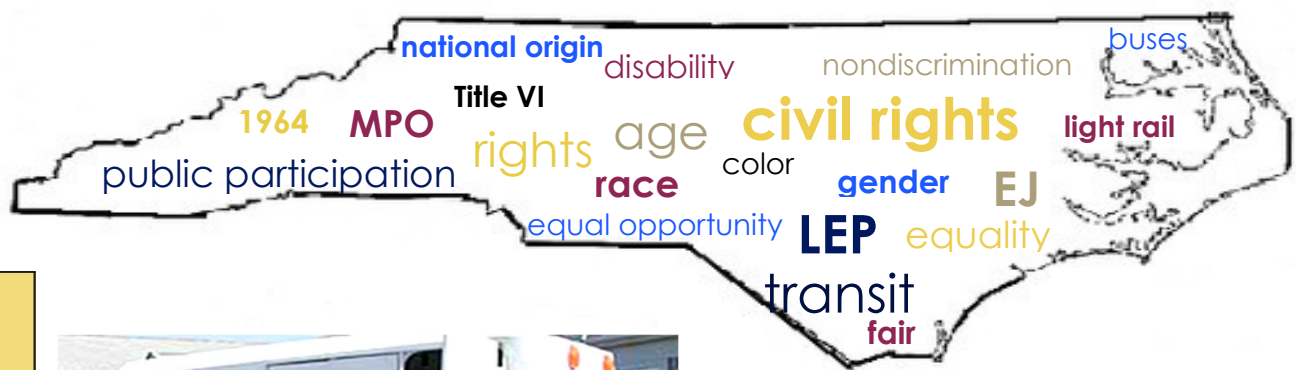 national origin
buses
disability
nondiscrimination
Title VI
1964
MPO
civil rights
light rail
rights
age
color
public participation
race
gender
EJ
equal opportunity
LEP
equality
transit
fair